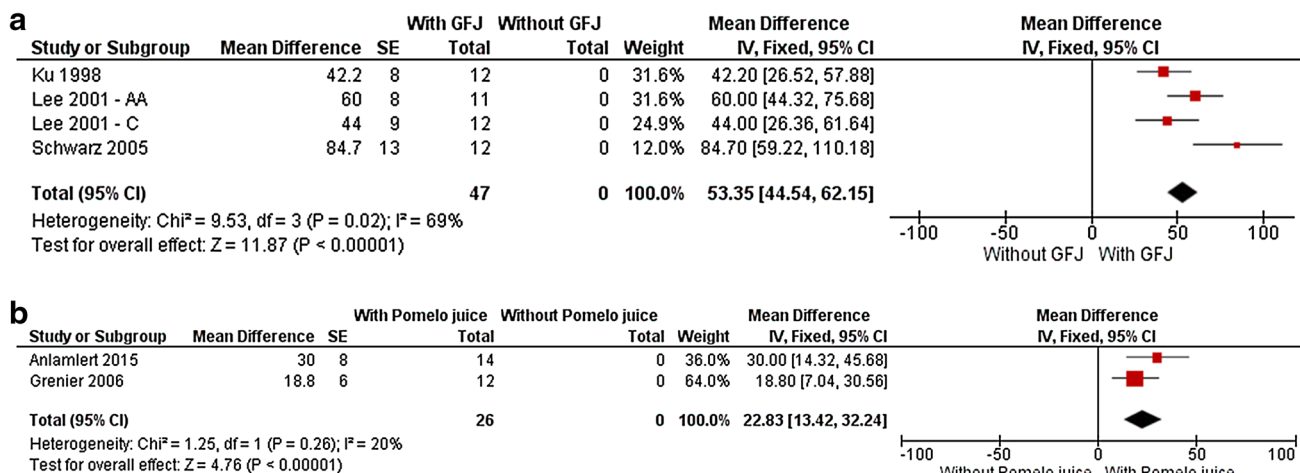 a
With GFJ Without GFJ Mean Difference Mean Difference
Study or Subgroup Mean Difference SE Total Total Weight IV, Fixed, 95% CI IV, Fixed, 95% CI
Ku 1998 42.2 8 12 0 31.6% 42.20 [26.52, 57.88]
Lee 2001 - AA 60 8 11 0 31.6% 60.00 [44.32, 75.68]
Lee 2001 - C 44 9 12 0 24.9% 44.00 [26.36, 61.64]
Schwarz 2005 84.7 13 12 0 12.0% 84.70 [59.22, 110.18]
Total (95% CI) 47 0 100.0% 53.35 [44.54, 62.15]
Heterogeneity: Chi² = 9.53, df = 3 (P = 0.02); I² = 69%
Test for overall effect: Z = 11.87 (P < 0.00001)
-100 -50 0 50 100
Without GFJ With GFJ
b
With Pomelo juice Without Pomelo juice Mean Difference Mean Difference
Study or Subgroup Mean Difference SE Total Total Weight IV, Fixed, 95% CI IV, Fixed, 95% CI
Anlamlert 2015 30 8 14 0 36.0% 30.00 [14.32, 45.68]
Grenier 2006 18.8 6 12 0 64.0% 18.80 [7.04, 30.56]
Total (95% CI) 26 0 100.0% 22.83 [13.42, 32.24]
Heterogeneity: Chi² = 1.25, df = 1 (P = 0.26); I² = 20%
Test for overall effect: Z = 4.76 (P < 0.00001)
-100 -50 0 50 100
Without Pomelo juice With Pomelo juice